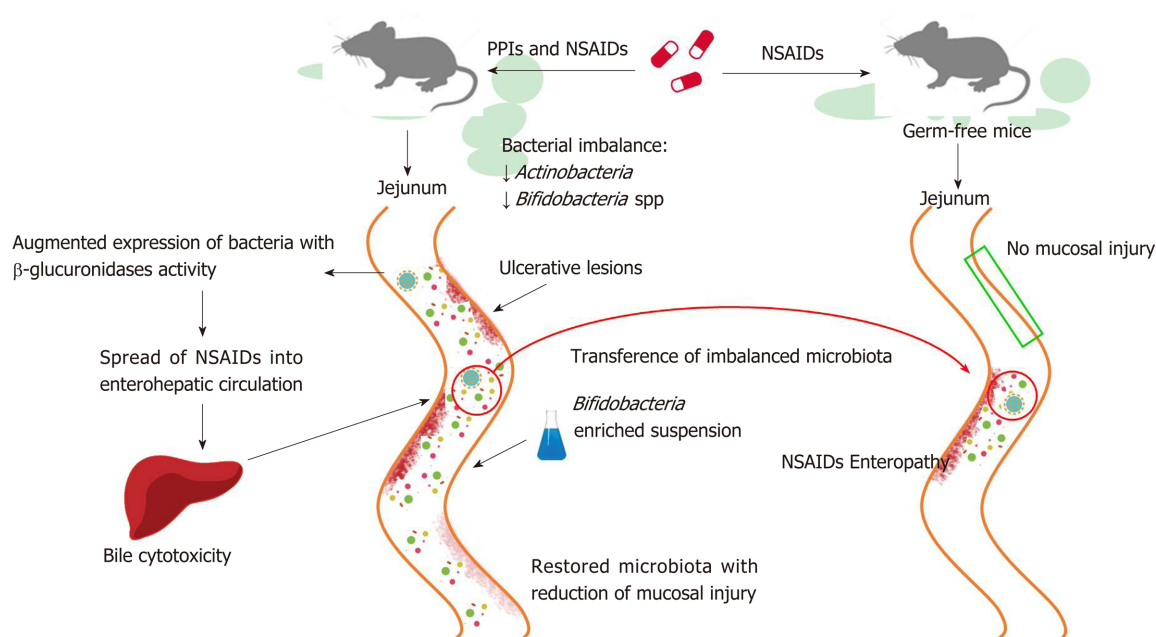 PPIs and NSAIDs
NSAIDs
Germ-free mice
Bacterial imbalance:
↓ Actinobacteria
↓ Bifidobacteria spp
Jejunum
Jejunum
Augmented expression of bacteria with
β-glucuronidases activity
Ulcerative lesions
No mucosal injury
Spread of NSAIDs into
enterohepatic circulation
Transference of imbalanced microbiota
Bifidobacteria
enriched suspension
NSAIDs Enteropathy
Bile cytotoxicity
Restored microbiota with
reduction of mucosal injury